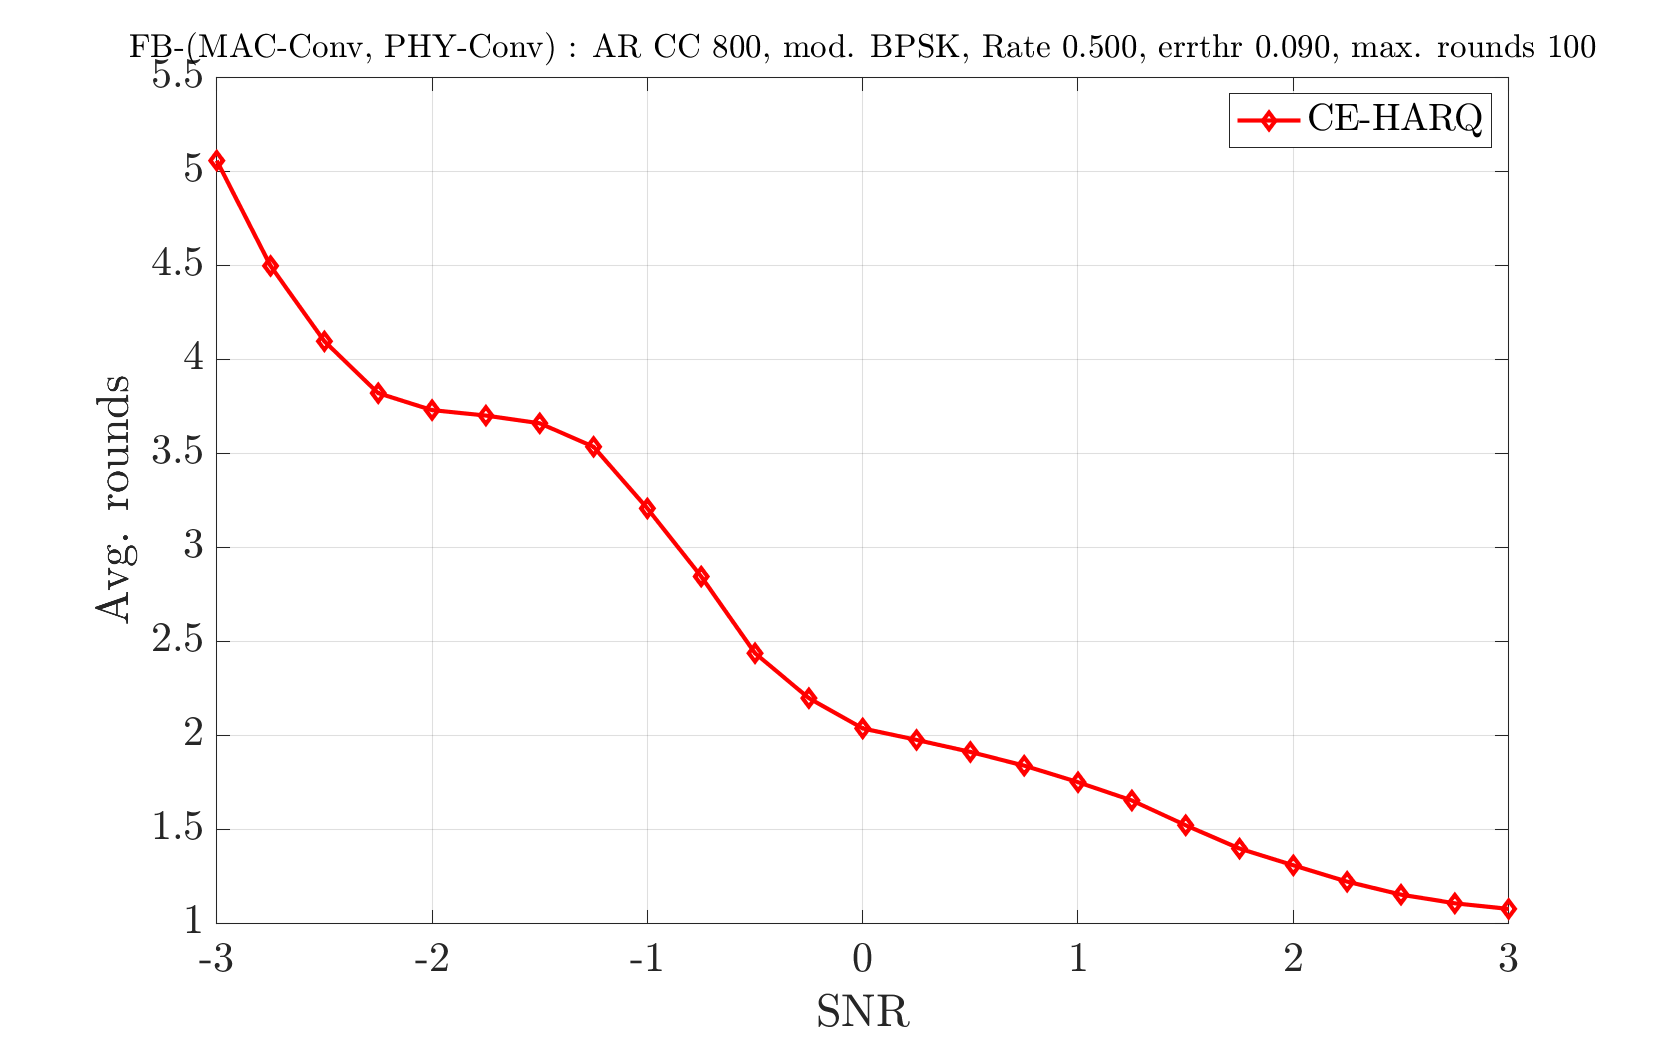 FB-(MAC-Conv, PHY-Conv) : AR CC 800, mod. BPSK, Rate 0.500, errthr 0.090, max. rounds 100
CE-HARQ
5.5
5
4.5
4
3.5
3
2.5
2
1.5
1
Avg. rounds
-3 -2 -1 0 1 2 3
SNR